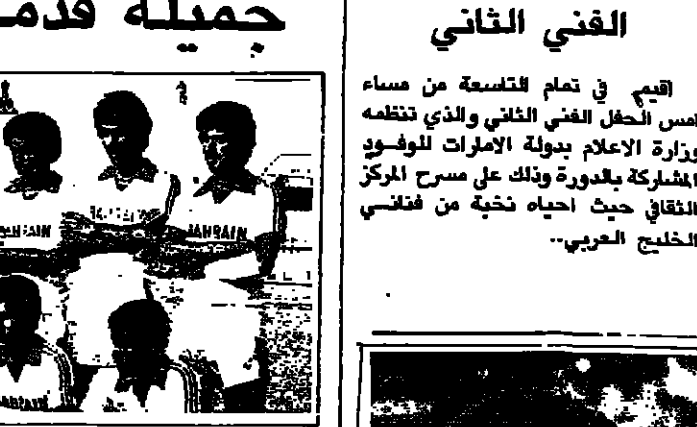 الفني الثاني
اقيم في تمام التاسعة من مساء
امس الحفل الفني الثاني والذي تنظمه
وزارة الاعلام بدولة الامارات للوفود
المشاركة بالدورة وذلك على مسرح المركز
الثقافي حيث احياه نخبة من فناني
الخليج العربي..
جميلة قدمـ
BAHRAIN